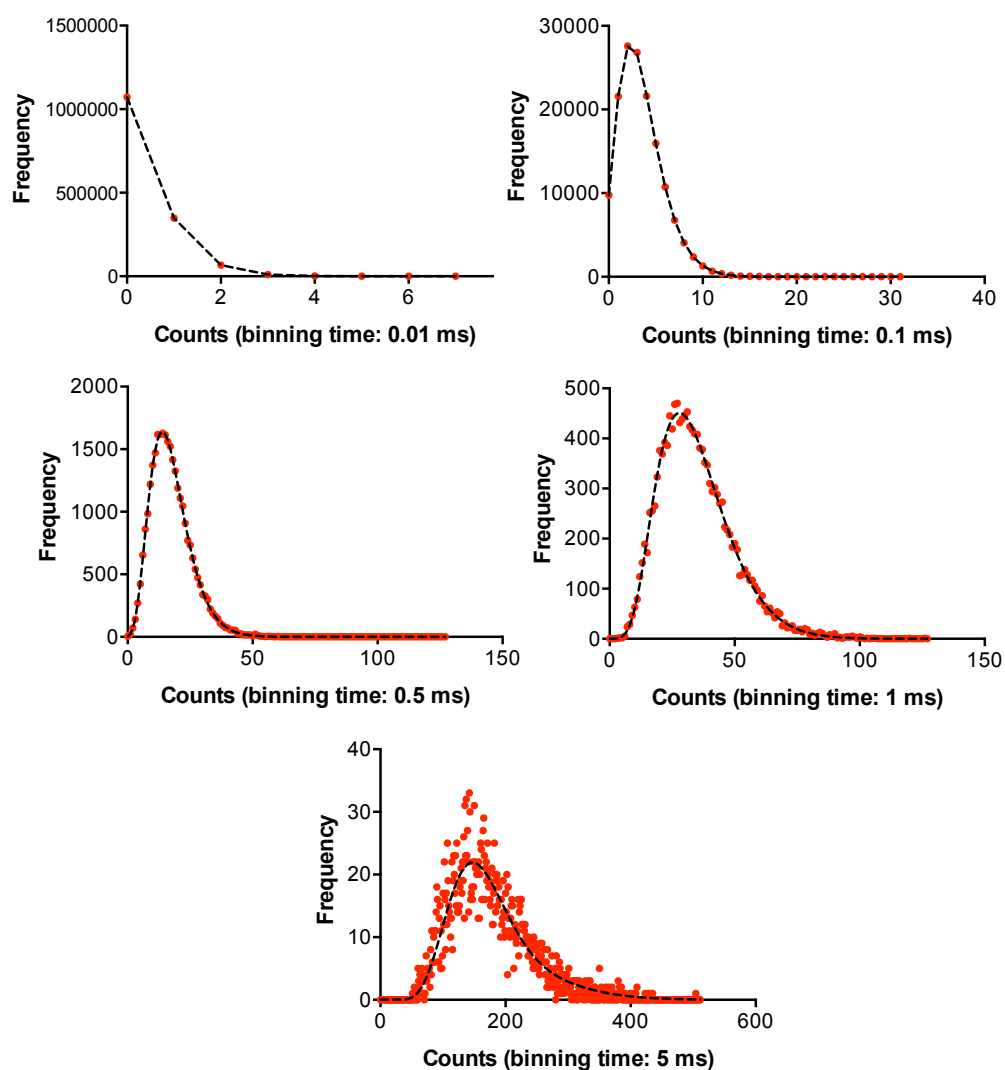 1500000
1000000
500000
0
Frequency
0 2 4 6
Counts (binning time: 0.01 ms)
30000
20000
10000
0
Frequency
0 10 20 30 40
Counts (binning time: 0.1 ms)
2000
1500
1000
500
0
Frequency
0 50 100 150
Counts (binning time: 0.5 ms)
500
400
300
200
100
0
Frequency
0 50 100 150
Counts (binning time: 1 ms)
40
30
20
10
0
Frequency
0 200 400 600
Counts (binning time: 5 ms)